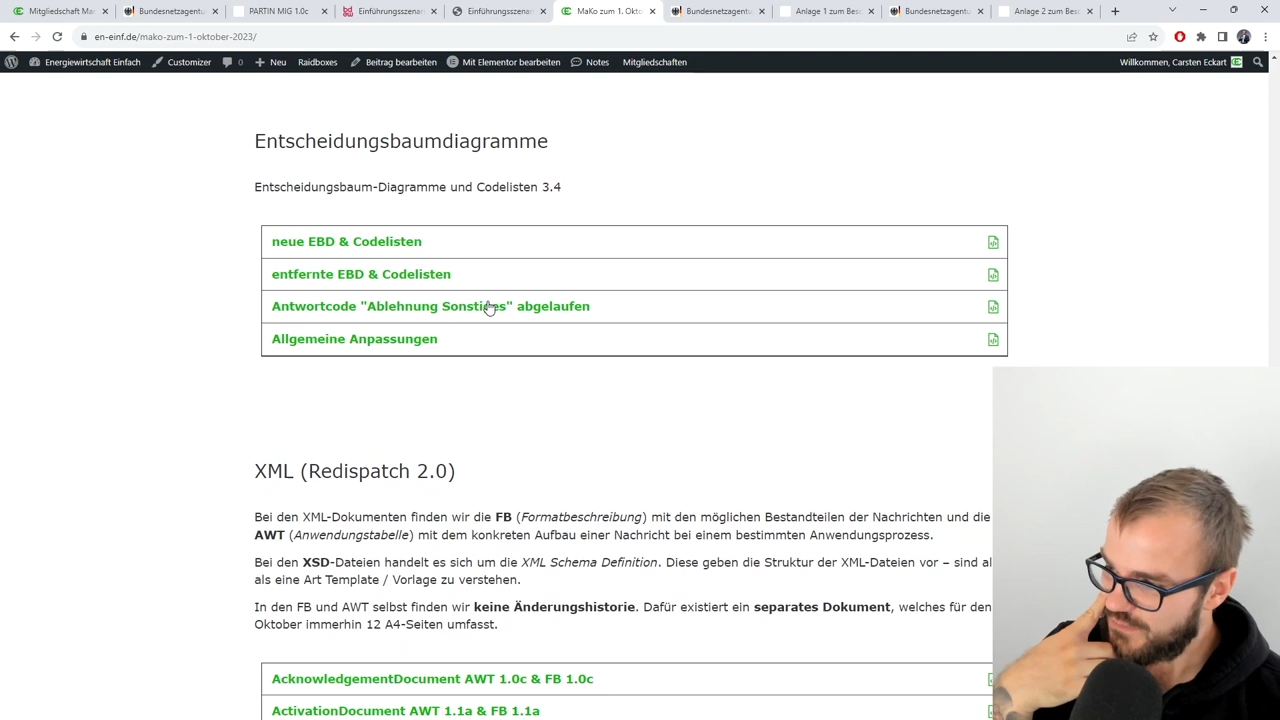 Mitgliedschaft Ma
Bundesnetzagentu
PARTIN MIG 1.0c
Einführungsszenar
Einführungsszenar
MaKo zum 1. Okto
Bundesnetzagentu
Anlage 1 zum Besc
Bundesnetzagentu
Anlage 2 zum Besc
en-einf.de/mako-zum-1-oktober-2023/
Energiewirtschaft Einfach
Customizer
0
Neu
Raidboxes
Beitrag bearbeiten
Mit Elementor bearbeiten
Notes
Mitgliedschaften
Willkommen, Carsten Eckart
Entscheidungsbaumdiagramme
Entscheidungsbaum-Diagramme und Codelisten 3.4
neue EBD & Codelisten
entfernte EBD & Codelisten
Antwortcode "Ablehnung Sonstiges" abgelaufen
Allgemeine Anpassungen
XML (Redispatch 2.0)
Bei den XML-Dokumenten finden wir die FB (Formatbeschreibung) mit den möglichen Bestandteilen der Nachrichten und die
AWT (Anwendungstabelle) mit dem konkreten Aufbau einer Nachricht bei einem bestimmten Anwendungsprozess.
Bei den XSD-Dateien handelt es sich um die XML Schema Definition. Diese geben die Struktur der XML-Dateien vor – sind al
als eine Art Template / Vorlage zu verstehen.
In den FB und AWT selbst finden wir keine Änderungshistorie. Dafür existiert ein separates Dokument, welches für den
Oktober immerhin 12 A4-Seiten umfasst.
AcknowledgementDocument AWT 1.0c & FB 1.0c
ActivationDocument AWT 1.1a & FB 1.1a